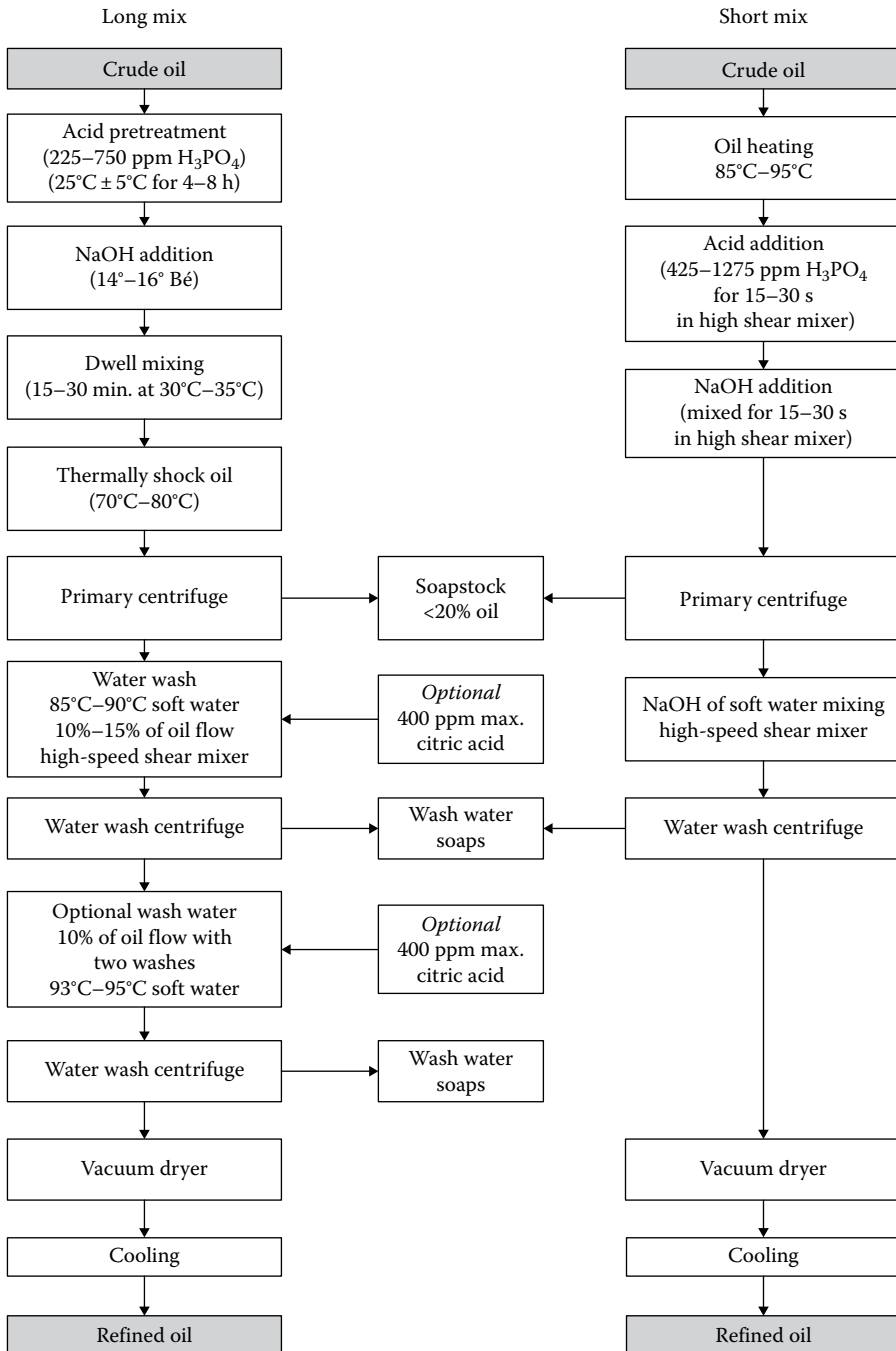 Long mix
Crude oil
Acid pretreatment
(225–750 ppm H₃PO₄)
(25°C ± 5°C for 4–8 h)
NaOH addition
(14°–16° Bé)
Dwell mixing
(15–30 min. at 30°C–35°C)
Thermally shock oil
(70°C–80°C)
Primary centrifuge
Water wash
85°C–90°C soft water
10%–15% of oil flow
high-speed shear mixer
Water wash centrifuge
Optional wash water
10% of oil flow with
two washes
93°C–95°C soft water
Water wash centrifuge
Vacuum dryer
Cooling
Refined oil
Soapstock
<20% oil
Optional
400 ppm max.
citric acid
Wash water
soaps
Optional
400 ppm max.
citric acid
Wash water
soaps
Short mix
Crude oil
Oil heating
85°C–95°C
Acid addition
(425–1275 ppm H₃PO₄
for 15–30 s
in high shear mixer)
NaOH addition
(mixed for 15–30 s
in high shear mixer)
Primary centrifuge
NaOH of soft water mixing
high-speed shear mixer
Water wash centrifuge
Vacuum dryer
Cooling
Refined oil